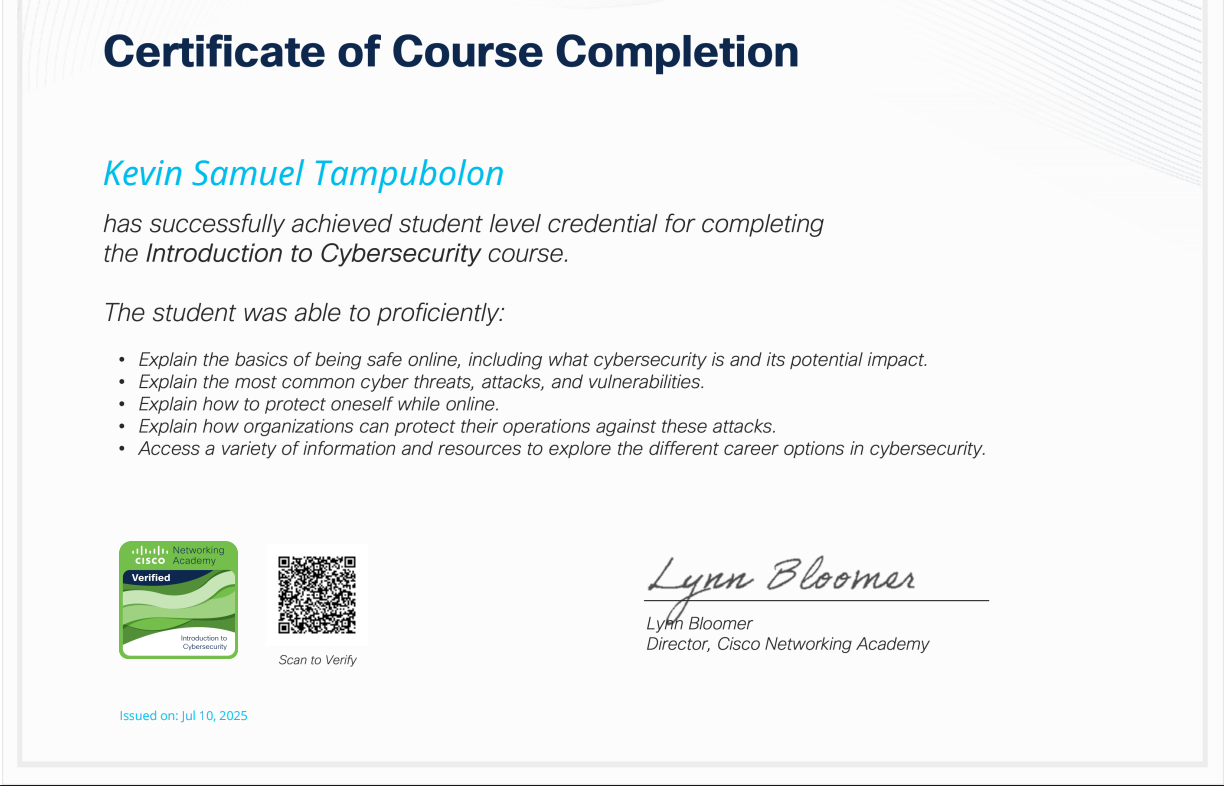 Certificate of Course Completion
Kevin Samuel Tampubolon
has successfully achieved student level credential for completing
the Introduction to Cybersecurity course.
The student was able to proficiently:
• Explain the basics of being safe online, including what cybersecurity is and its potential impact.
• Explain the most common cyber threats, attacks, and vulnerabilities.
• Explain how to protect oneself while online.
• Explain how organizations can protect their operations against these attacks.
• Access a variety of information and resources to explore the different career options in cybersecurity.
CISCO Networking
Academy
Verified
Introduction to
Cybersecurity
Scan to Verify
Lynn Bloomer
Lynn Bloomer
Director, Cisco Networking Academy
Issued on: Jul 10, 2025